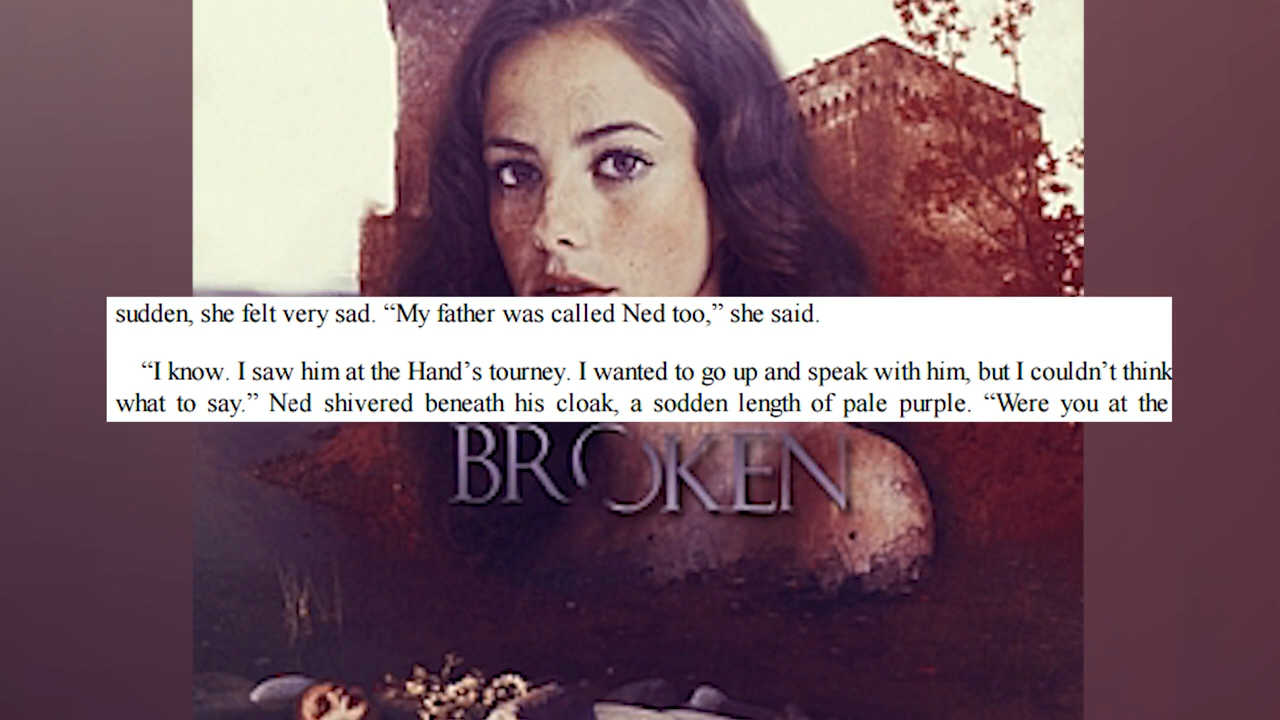 sudden, she felt very sad. “My father was called Ned too,” she said.
“I know. I saw him at the Hand’s tourney. I wanted to go up and speak with him, but I couldn’t think
what to say.” Ned shivered beneath his cloak, a sodden length of pale purple. “Were you at the
BROKEN